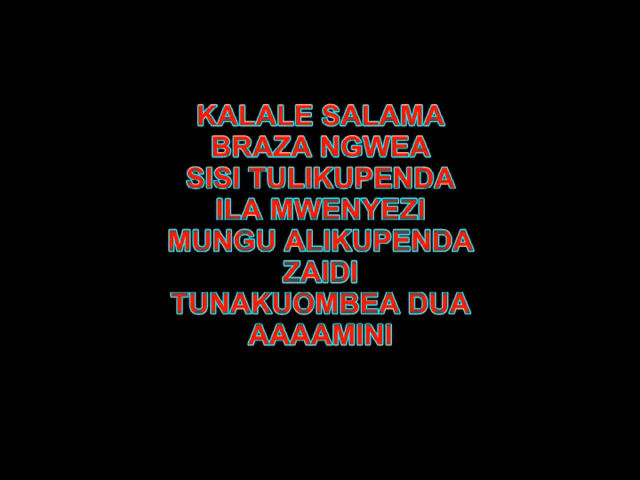 KALALE SALAMA
BRAZA NGWEA
SISI TULIKUPENDA
ILA MWENYEZI
MUNGU ALIKUPENDA
ZAIDI
TUNAKUOMBEA DUA
AAAAMINI